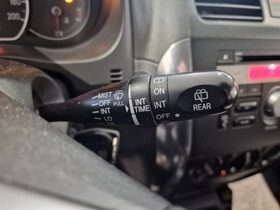 MIST
OFF
INT
LO
PULL
INT
TIME
ON
INT
OFF
REAR